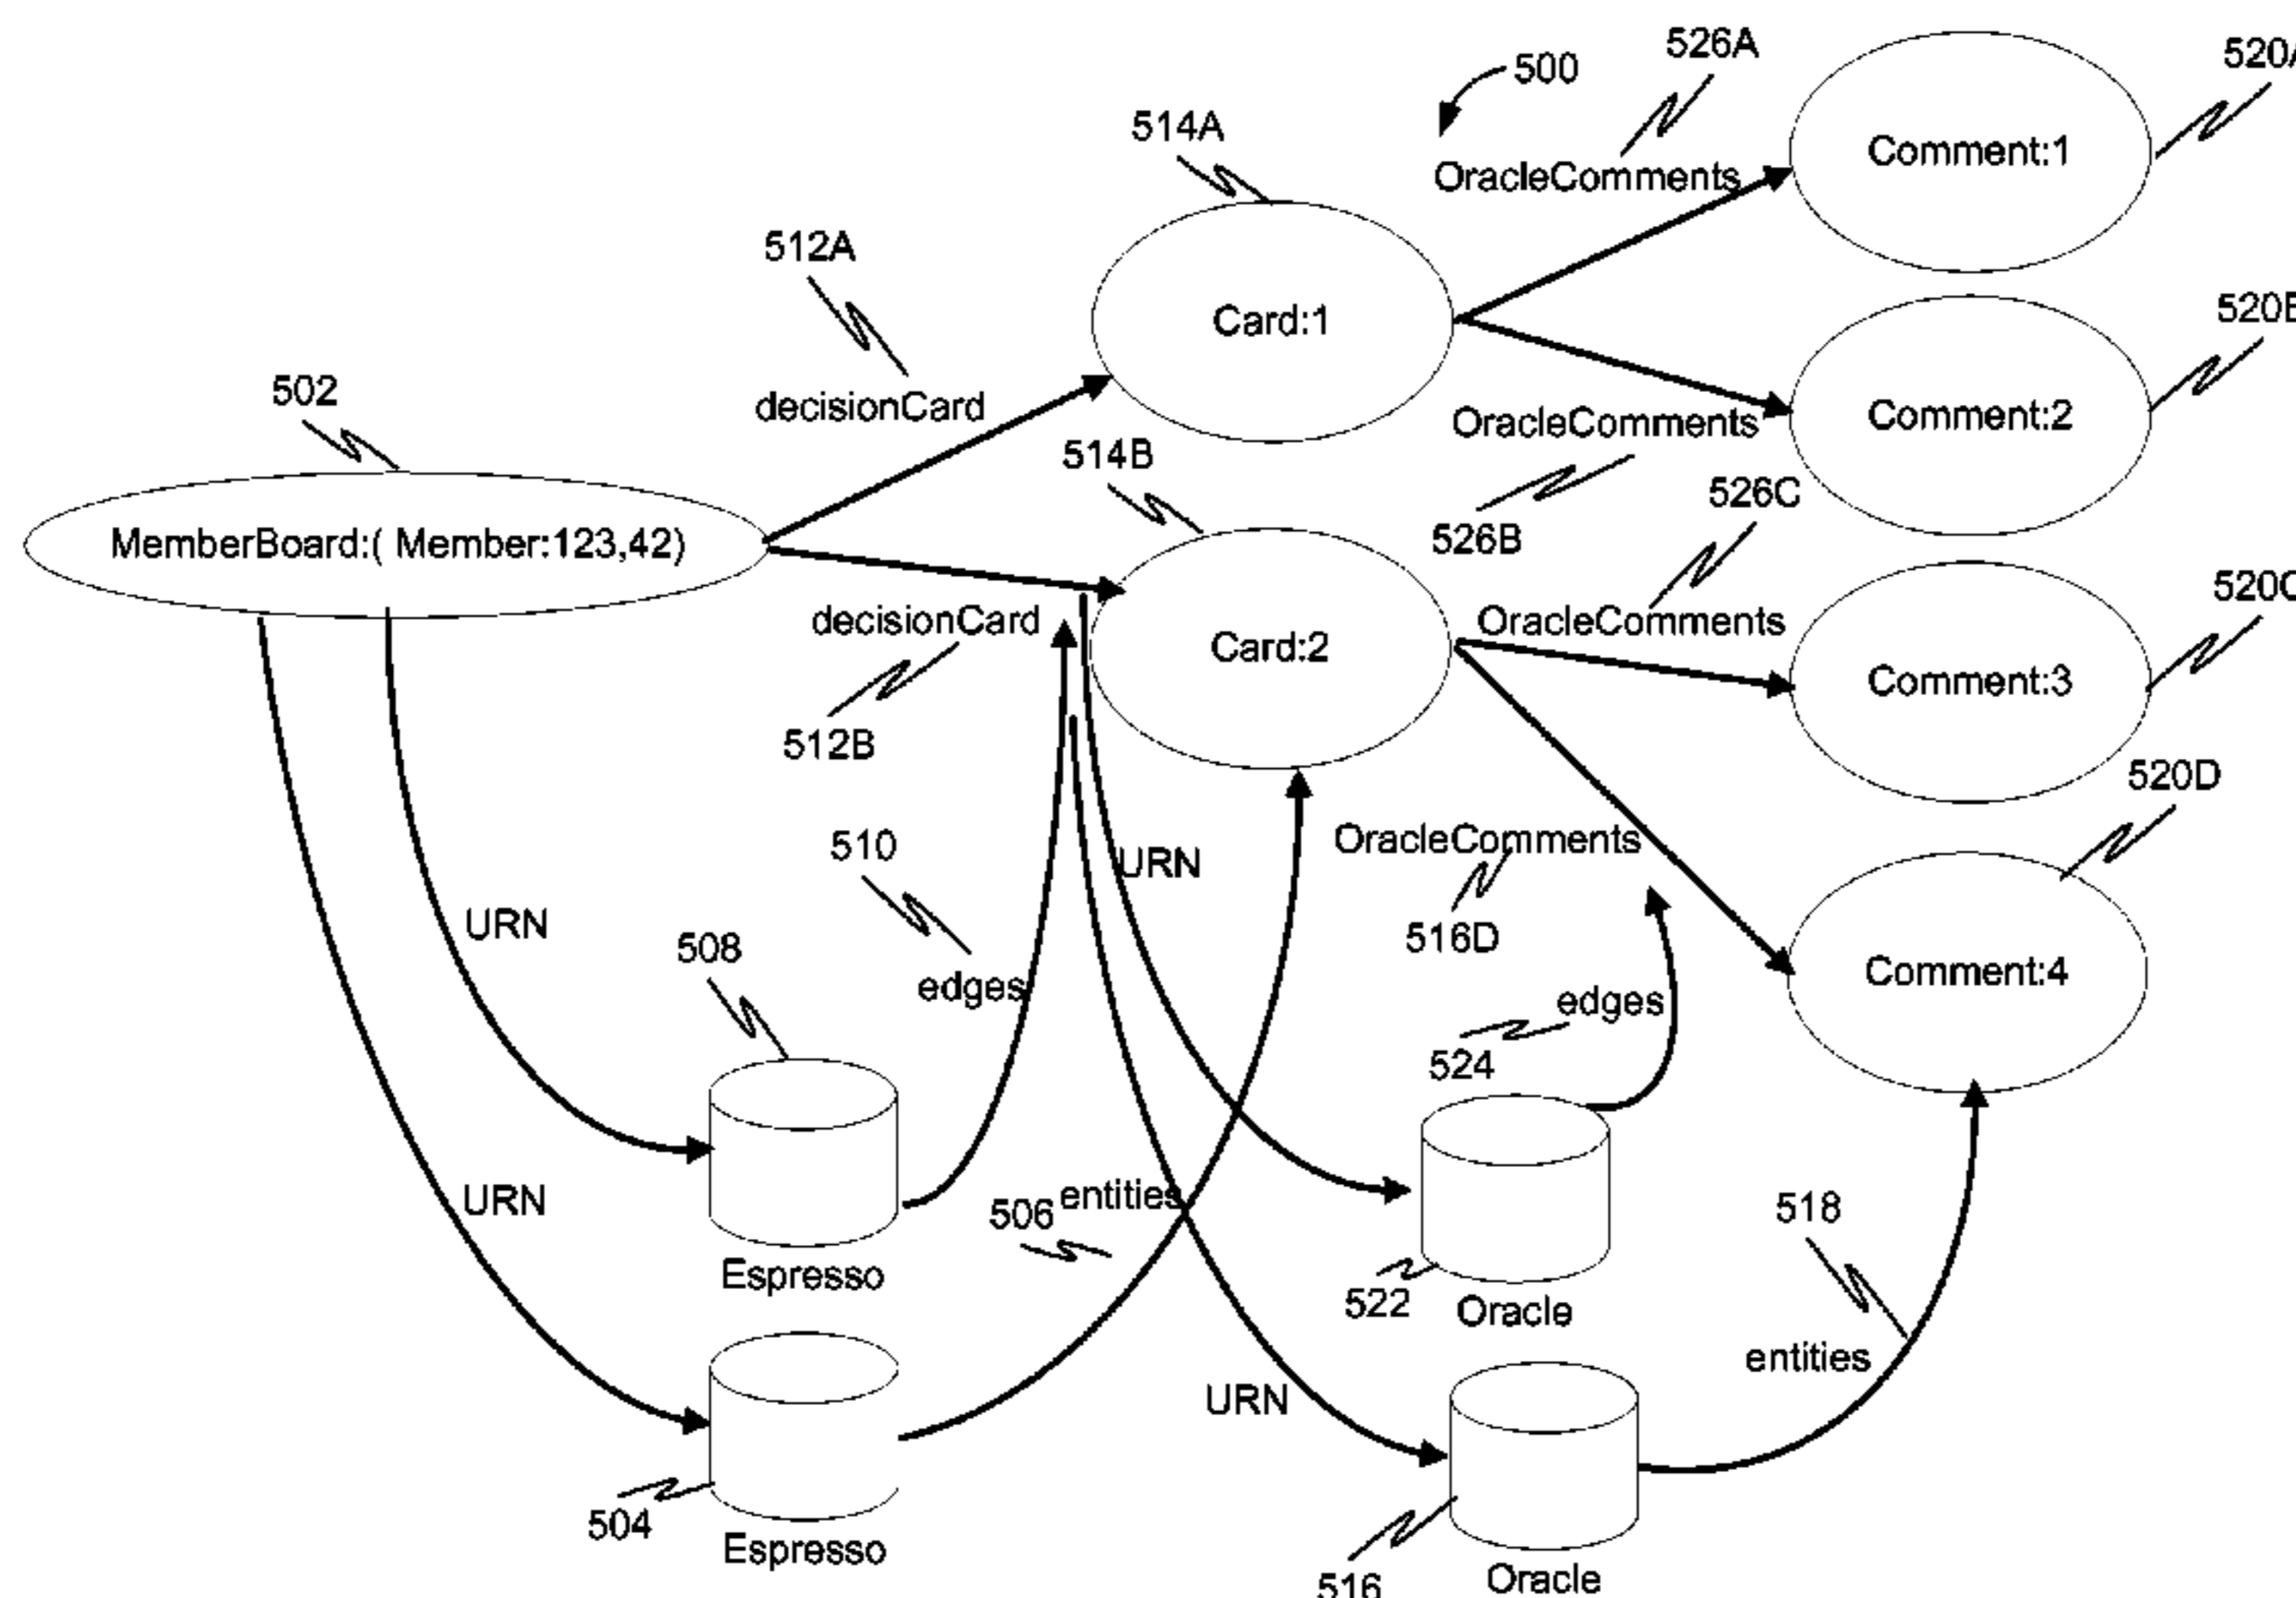 526A
500
520A
514A
OracleComments
Comment:1
512A
Card:1
520B
decisionCard
502
OracleComments
Comment:2
514B
526B
526C
MemberBoard:( Member:123,42)
decisionCard
512B
Card:2
OracleComments
520C
Comment:3
520D
510
URN
OracleComments
516D
URN
508
edges
edges
524
Comment:4
URN
506
entities
518
Espresso
522
Oracle
entities
URN
504
Espresso
516
Oracle